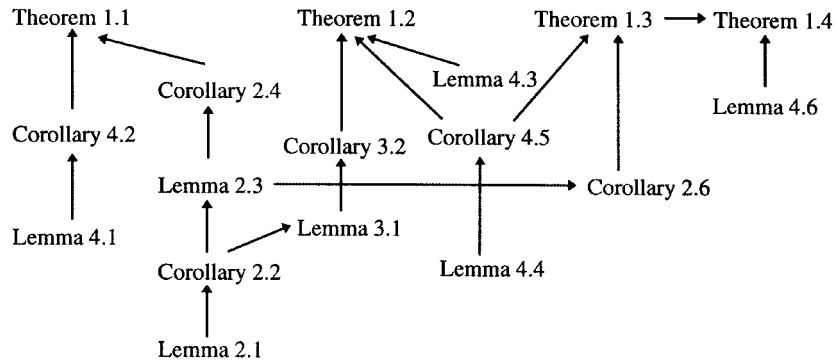 Theorem 1.1 Theorem 1.2 Theorem 1.3 Theorem 1.4
Lemma 4.3
Corollary 2.4
Lemma 4.6
Corollary 4.2 Corollary 3.2 Corollary 4.5
Lemma 2.3 Corollary 2.6
Lemma 4.1 Lemma 3.1
Corollary 2.2 Lemma 4.4
Lemma 2.1